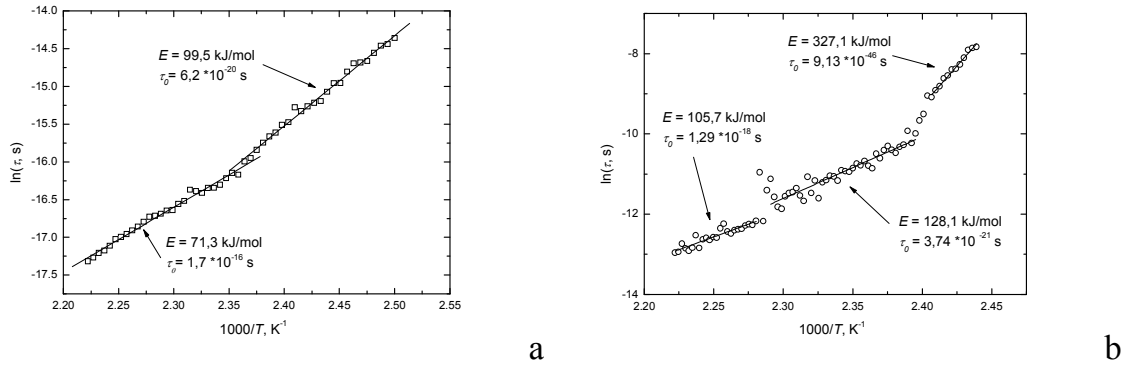 -14.0
-14.5
-15.0
-15.5
-16.0
-16.5
-17.0
-17.5
ln(τ, s)
E = 99,5 kJ/mol
τ₀= 6,2 *10⁻²⁰ s
E = 71,3 kJ/mol
τ₀= 1,7 *10⁻¹⁶ s
2.20 2.25 2.30 2.35 2.40 2.45 2.50 2.55
1000/T, K⁻¹
a
-8
-10
-12
-14
ln(τ, s)
E = 327,1 kJ/mol
τ₀ = 9,13 *10⁻⁴⁶ s
E = 105,7 kJ/mol
τ₀ = 1,29 *10⁻¹⁸ s
E = 128,1 kJ/mol
τ₀ = 3,74 *10⁻²¹ s
2.20 2.25 2.30 2.35 2.40 2.45
1000/T, K⁻¹
b